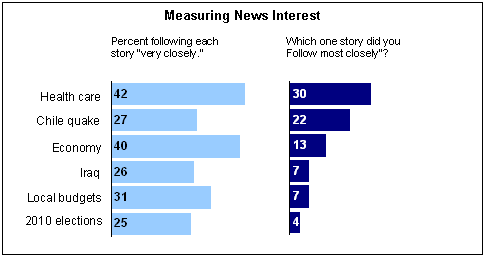 Measuring News Interest
Percent following each
story "very closely."
Which one story did you
Follow most closely"?
Health care 42 30
Chile quake 27 22
Economy 40 13
Iraq 26 7
Local budgets 31 7
2010 elections 25 4